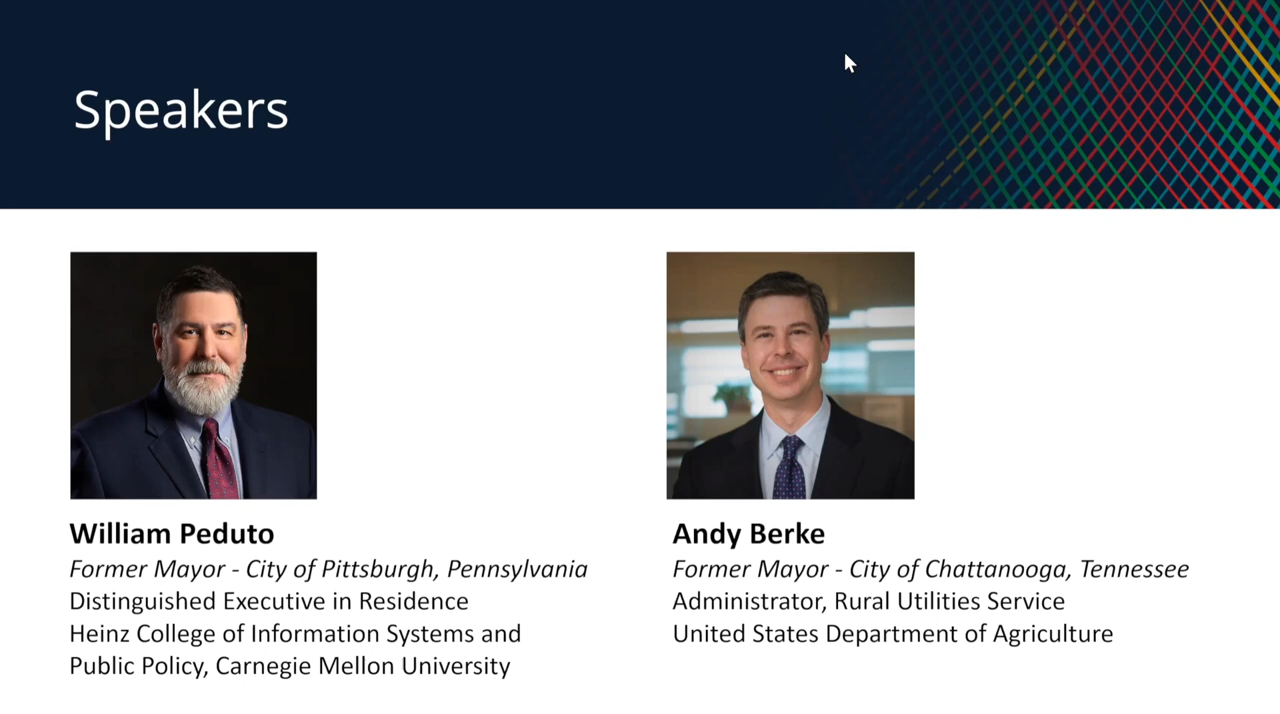 Speakers
William Peduto
Former Mayor - City of Pittsburgh, Pennsylvania
Distinguished Executive in Residence
Heinz College of Information Systems and
Public Policy, Carnegie Mellon University
Andy Berke
Former Mayor - City of Chattanooga, Tennessee
Administrator, Rural Utilities Service
United States Department of Agriculture